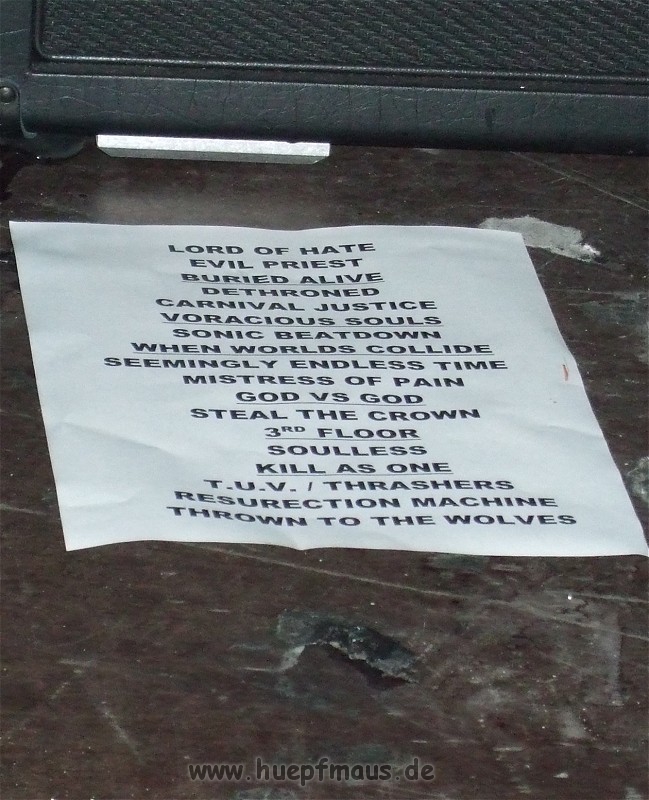 LORD OF HATE
EVIL PRIEST
BURIED ALIVE
DETHRONED
CARNIVAL JUSTICE
VORACIOUS SOULS
SONIC BEATDOWN
WHEN WORLDS COLLIDE
SEEMINGLY ENDLESS TIME
MISTRESS OF PAIN
GOD VS GOD
STEAL THE CROWN
3RD FLOOR
SOULLESS
KILL AS ONE
T.U.V. / THRASHERS
RESURECTION MACHINE
THROWN TO THE WOLVES
www.huepfmaus.de